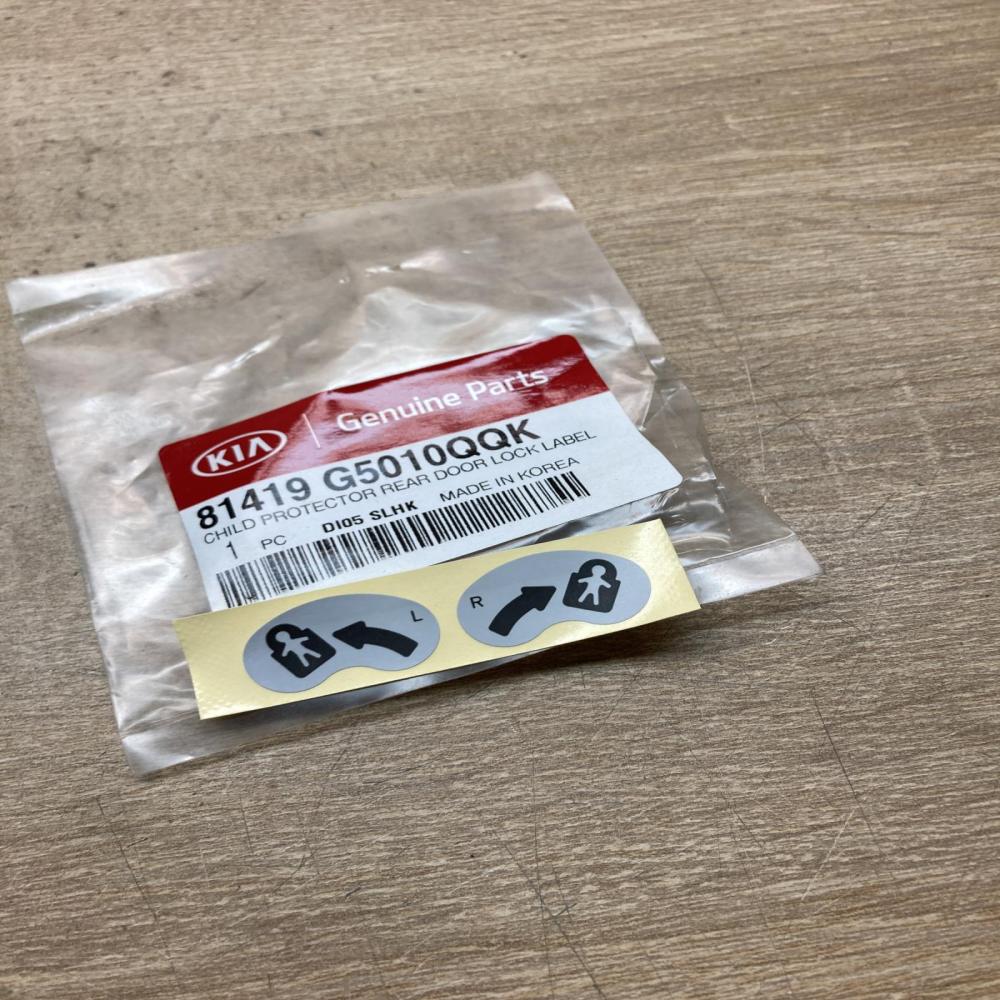 KIA | Genuine Parts
81419 G5010QQK
CHILD PROTECTOR REAR DOOR LOCK LABEL
1 PC DI05 SLHK MADE IN KOREA
L
R